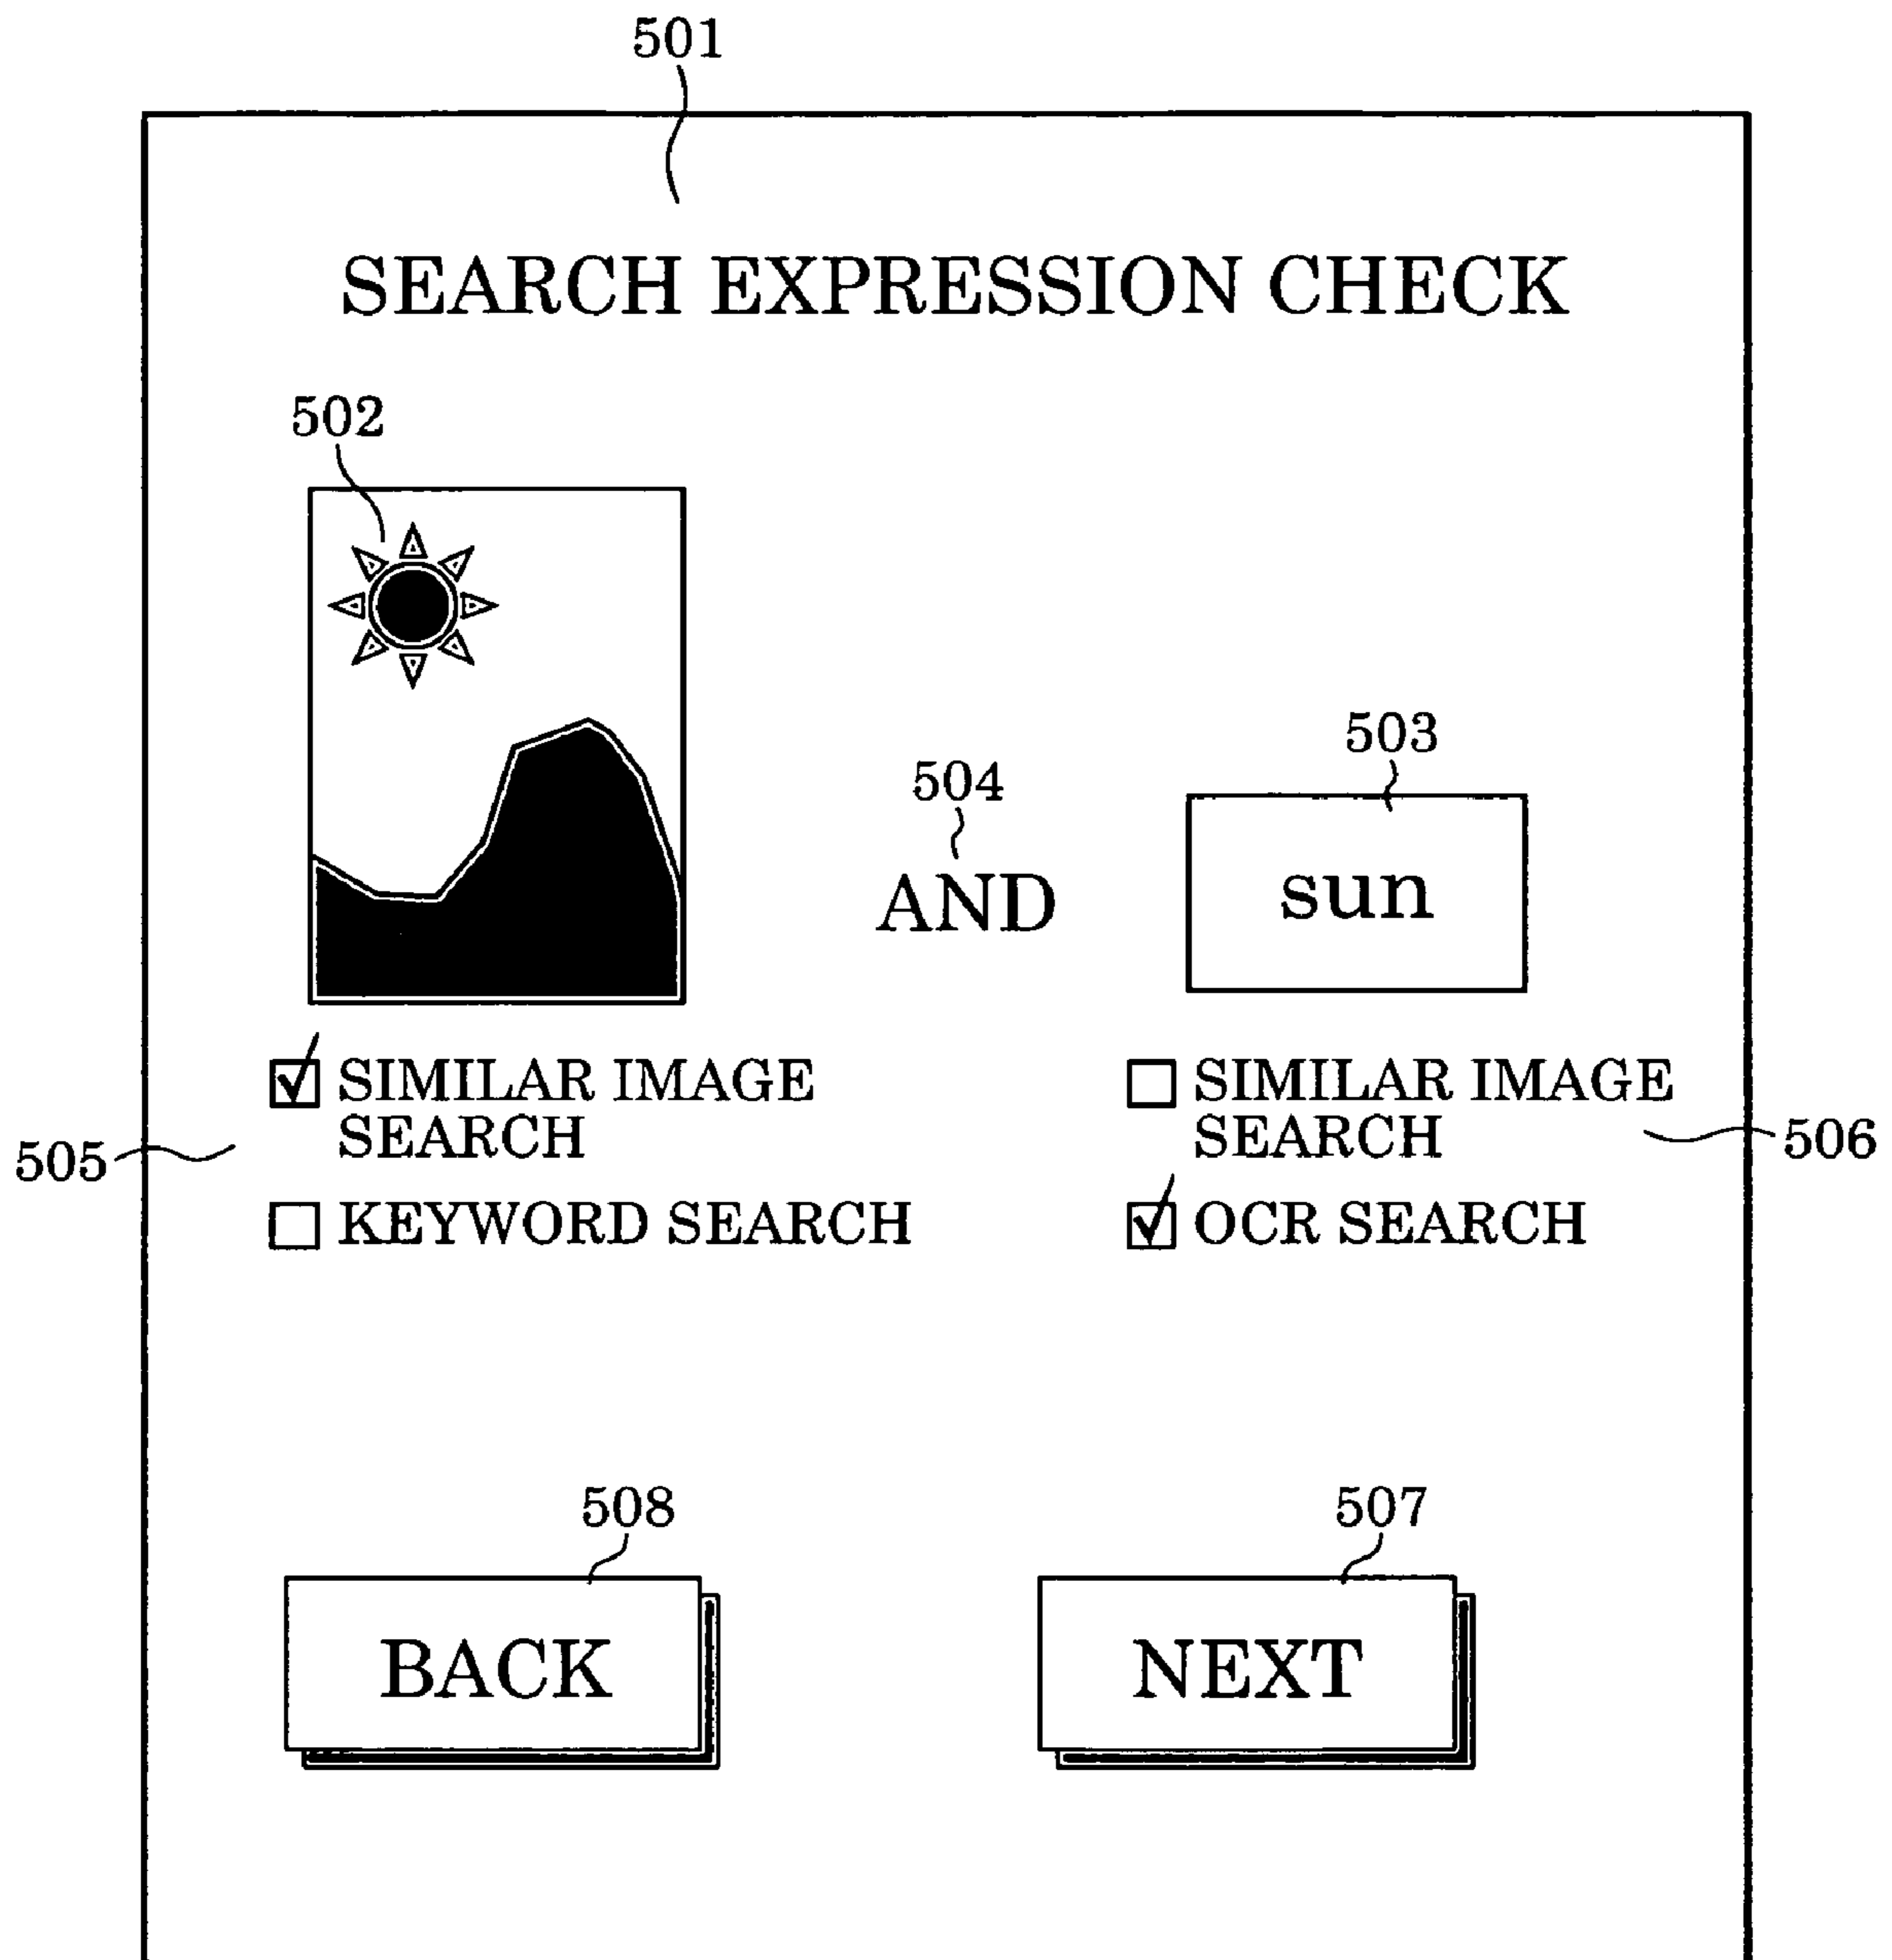 501
SEARCH EXPRESSION CHECK
502
503
504
AND
sun
SIMILAR IMAGE
SEARCH
KEYWORD SEARCH
505
SIMILAR IMAGE
SEARCH
OCR SEARCH
506
508
507
BACK
NEXT